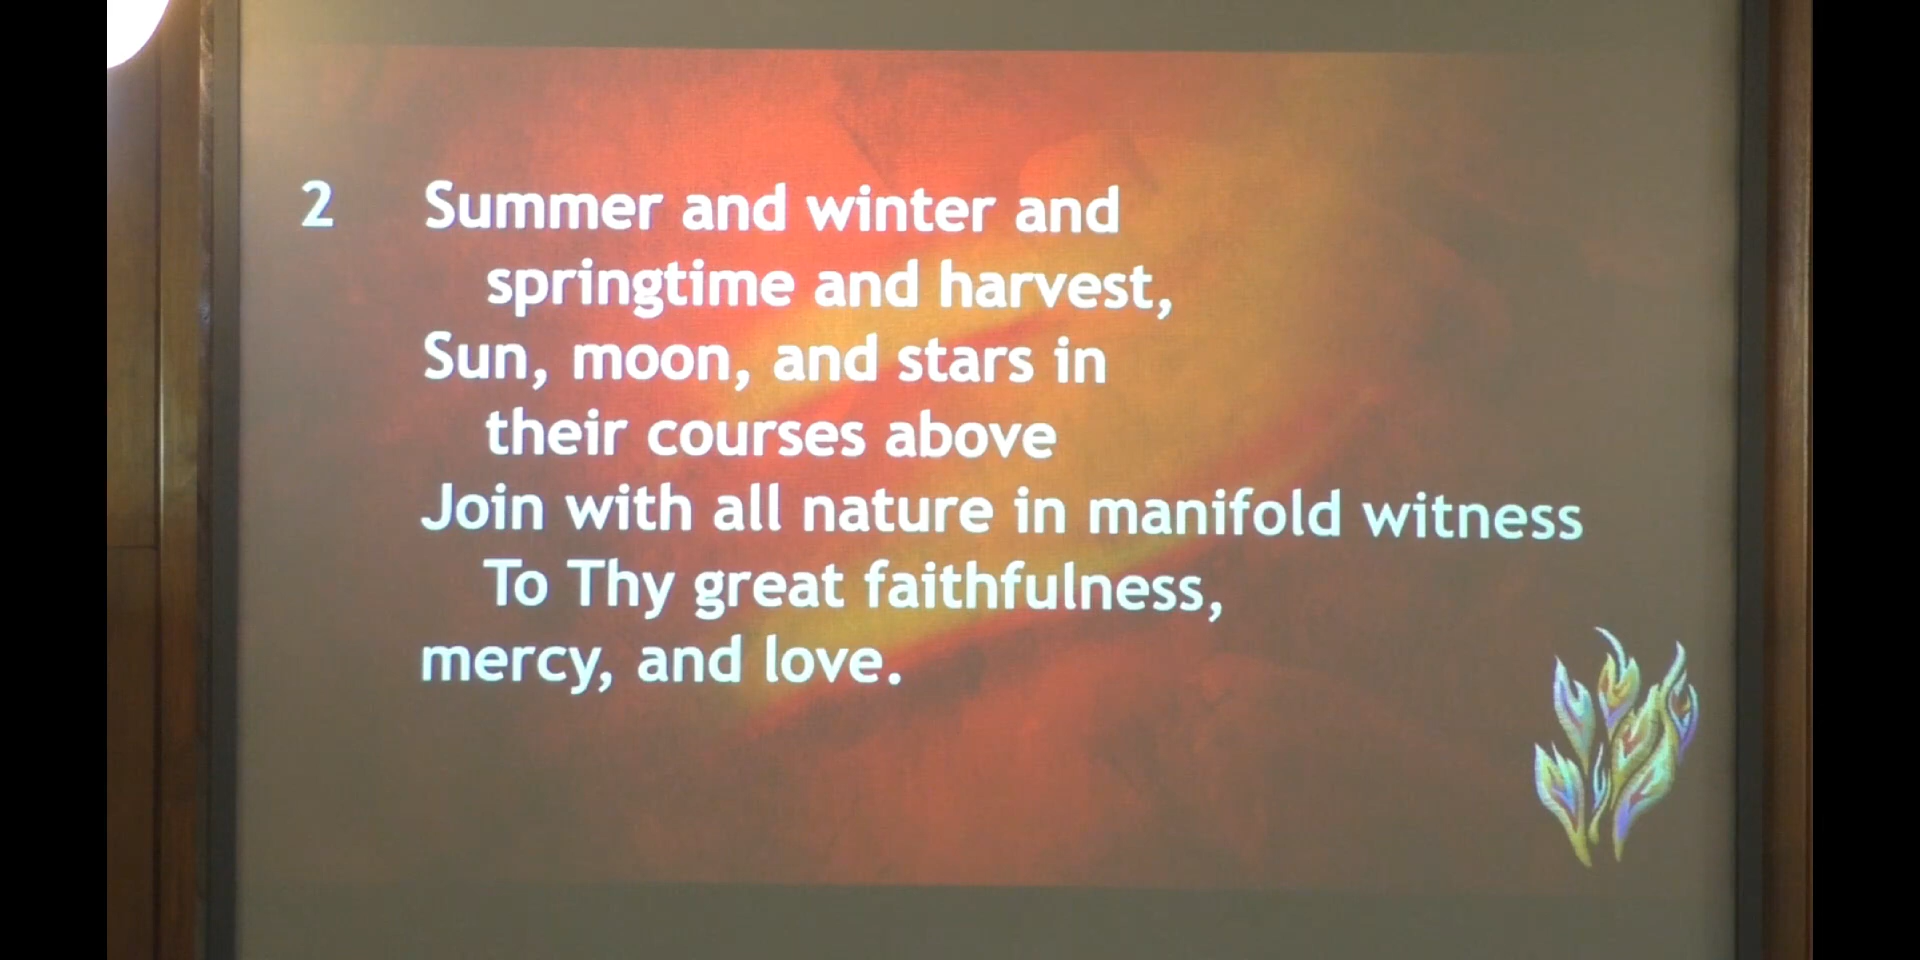 2 Summer and winter and
springtime and harvest,
Sun, moon, and stars in
their courses above
Join with all nature in manifold witness
To Thy great faithfulness,
mercy, and love.